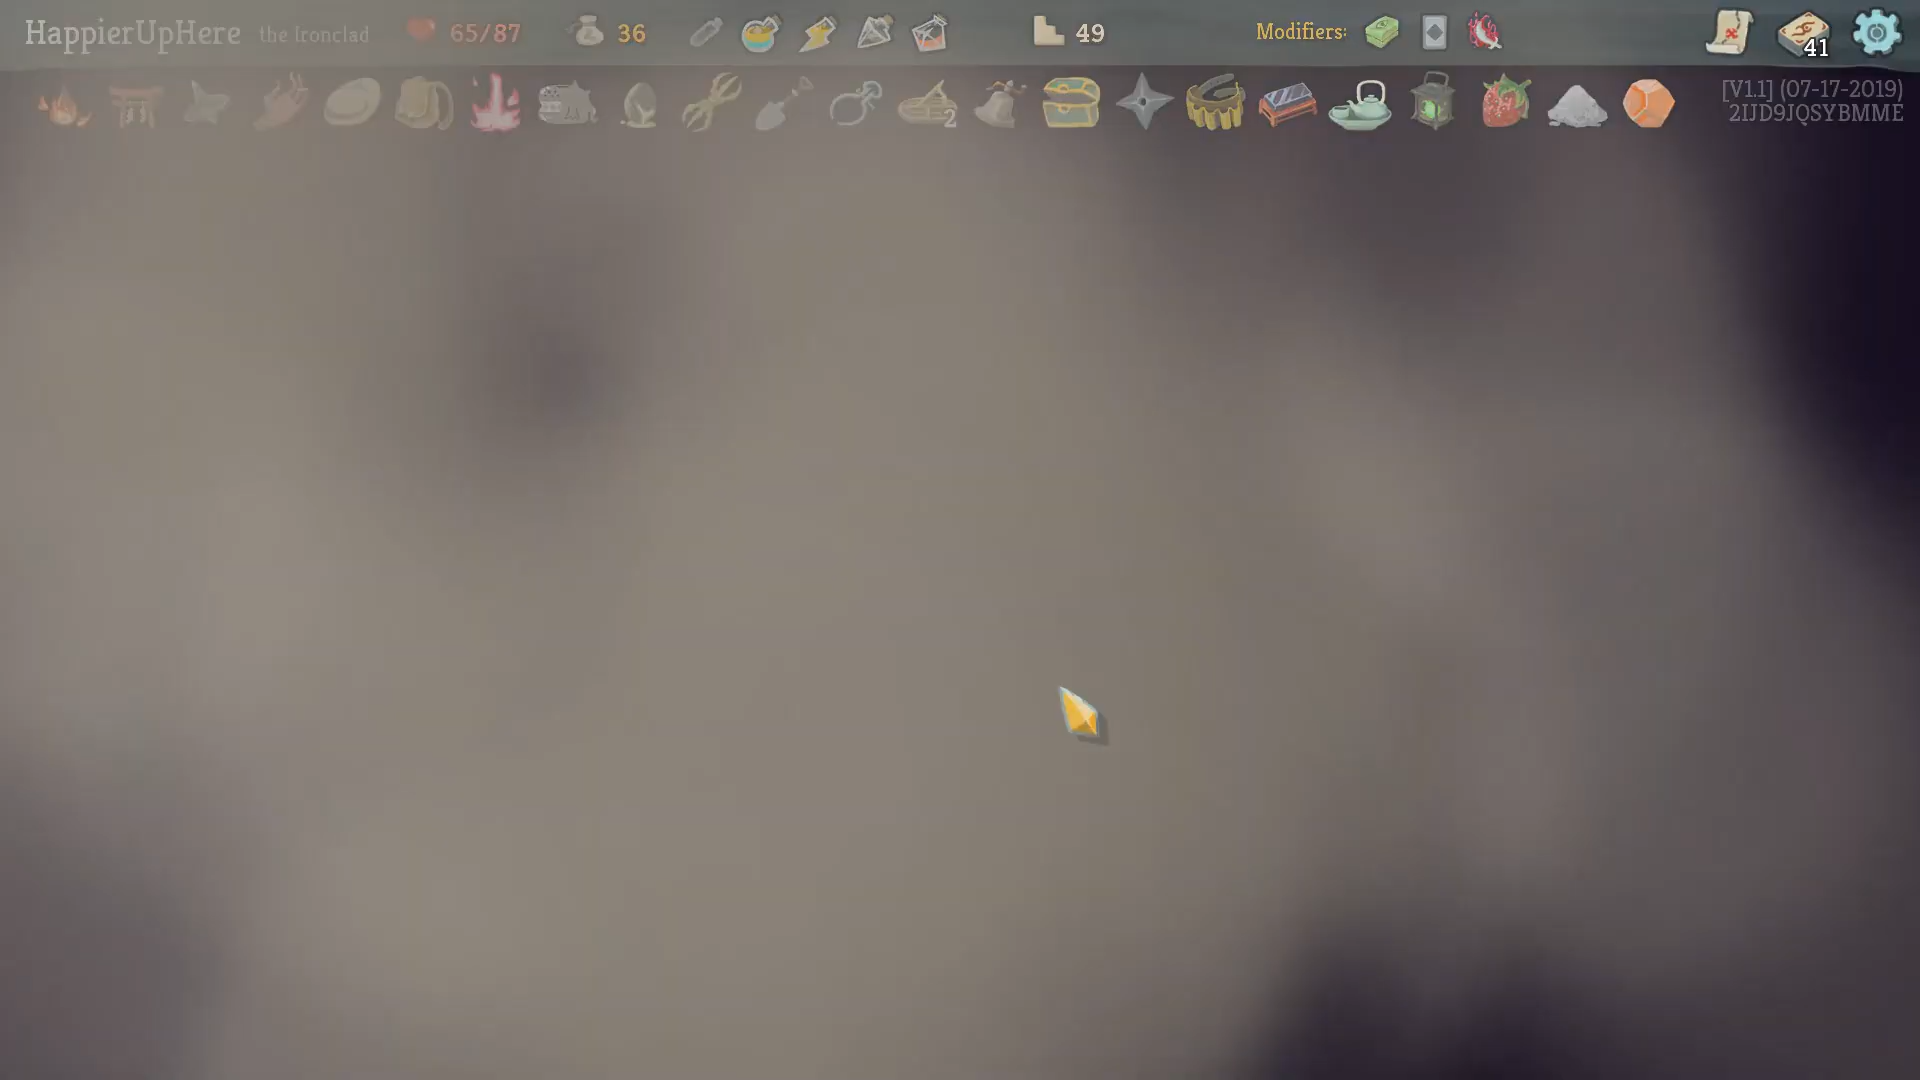 HappierUpHere the Ironclad 65/87 36 49 Modifiers: 41
[V1.1] (07-17-2019)
2IJD9JQSYBMME
2